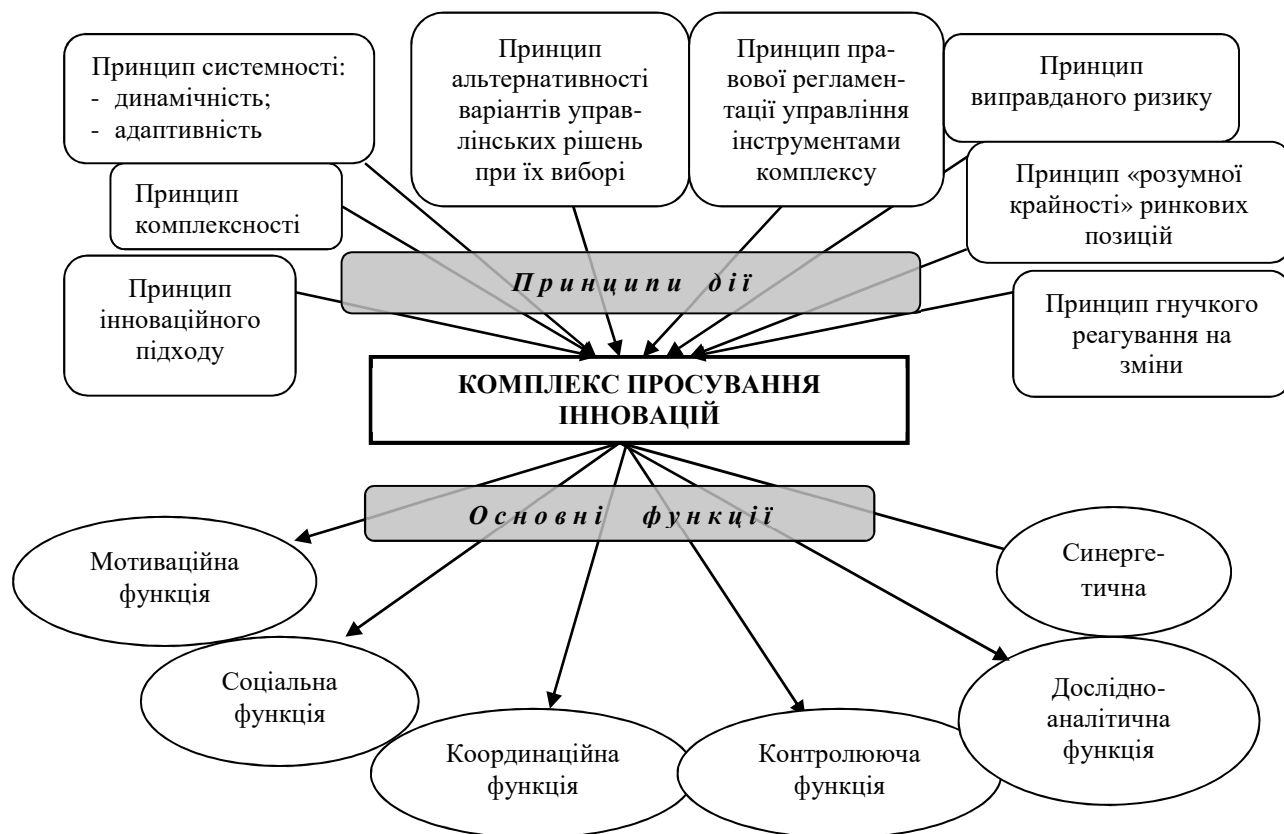 Принцип системності:
- динамічність;
- адаптивність
Принцип
альтернативності
варіантів управ-
лінських рішень
при їх виборі
Принцип пра-
вової регламен-
тації управління
інструментами
комплексу
Принцип
виправданого ризику
Принцип
комплексності
Принцип «розумної
крайності» ринкових
позицій
Принцип
інноваційного
підходу
Принципи дії
Принцип гнучкого
реагування на
зміни
КОМПЛЕКС ПРОСУВАННЯ
ІННОВАЦІЙ
Основні функції
Мотиваційна
функція
Соціальна
функція
Координаційна
функція
Контролююча
функція
Дослідно-
аналітична
функція
Синерге-
тична